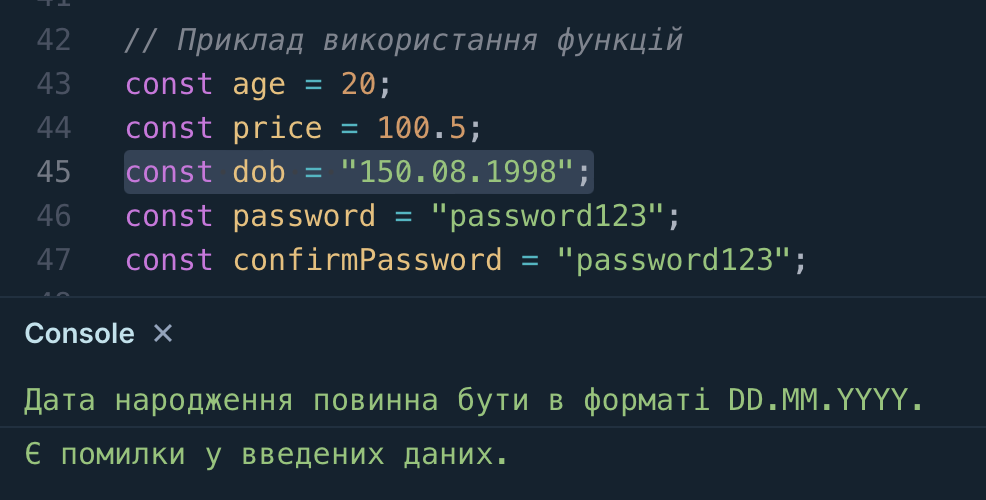 42 // Приклад використання функцій
43 const age = 20;
44 const price = 100.5;
45 const dob = "150.08.1998";
46 const password = "password123";
47 const confirmPassword = "password123";
Console ✕
Дата народження повинна бути в форматі DD.MM.YYYY.
Є помилки у введених даних.